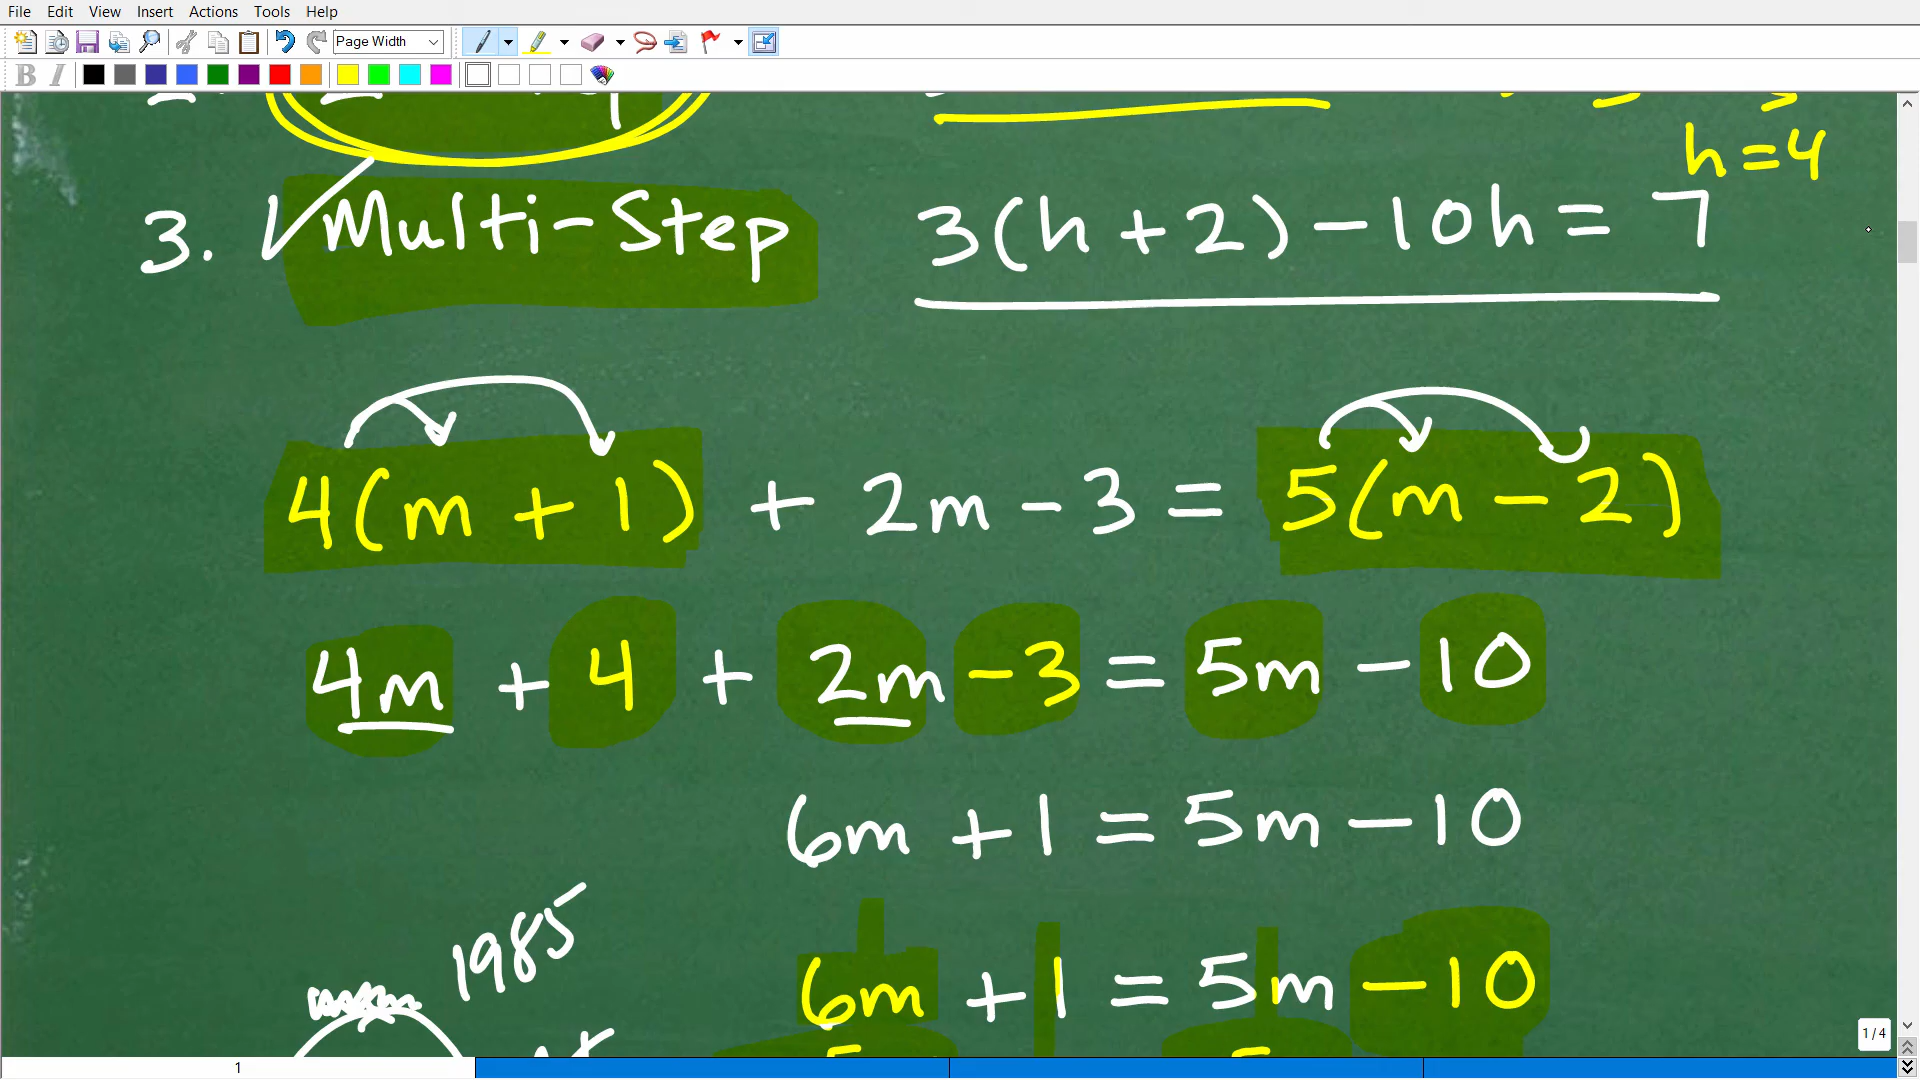 File Edit View Insert Actions Tools Help
Page Width
B I
h = 4
3. Multi-Step 3(h + 2) - 10h = 7
4(m + 1) + 2m - 3 = 5(m - 2)
4m + 4 + 2m - 3 = 5m - 10
6m + 1 = 5m - 10
1985
6m + 1 = 5m - 10
1 / 4
1